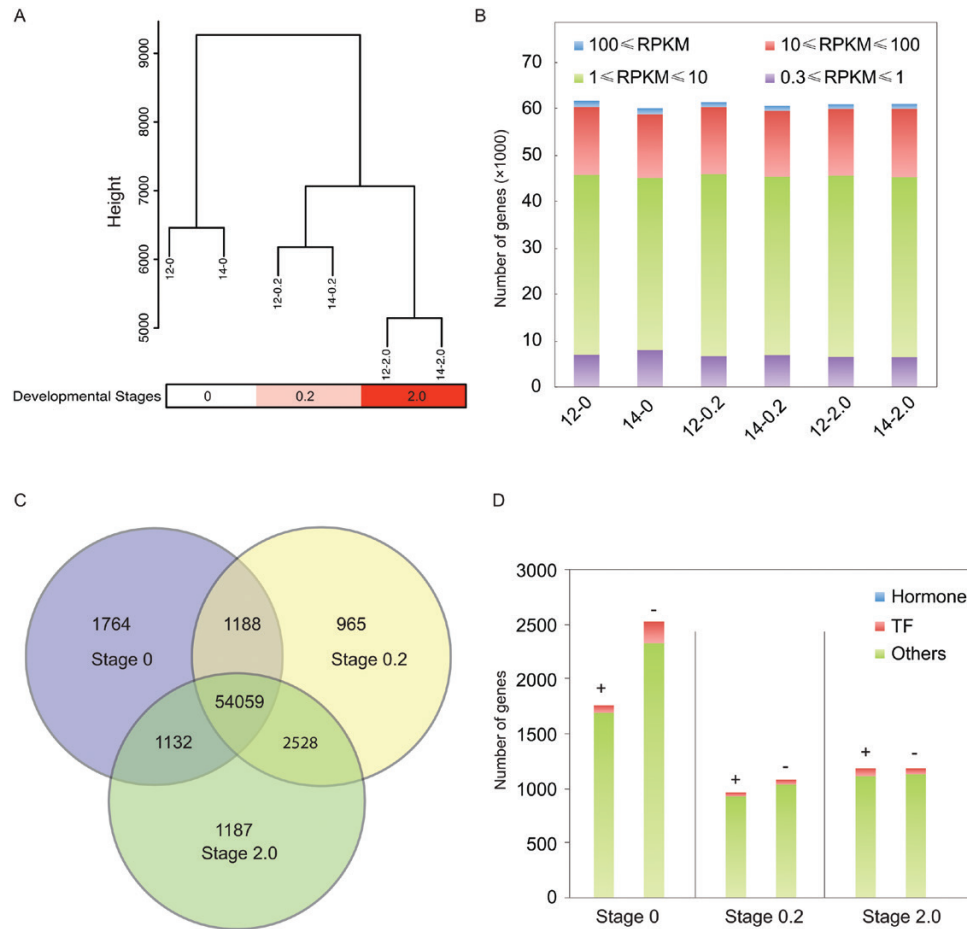 A
Height
9000
8000
7000
6000
5000
12-0
14-0
12-0.2
14-0.2
12-2.0
14-2.0
Developmental Stages
0
0.2
2.0
B
100⩽RPKM
10⩽RPKM⩽100
1⩽RPKM⩽10
0.3⩽RPKM⩽1
Number of genes (×1000)
70
60
50
40
30
20
10
0
12-0
14-0
12-0.2
14-0.2
12-2.0
14-2.0
C
1764
Stage 0
1188
965
Stage 0.2
54059
1132
2528
1187
Stage 2.0
D
Number of genes
3000
2500
2000
1500
1000
500
0
Hormone
TF
Others
+
-
+
-
+
-
Stage 0
Stage 0.2
Stage 2.0